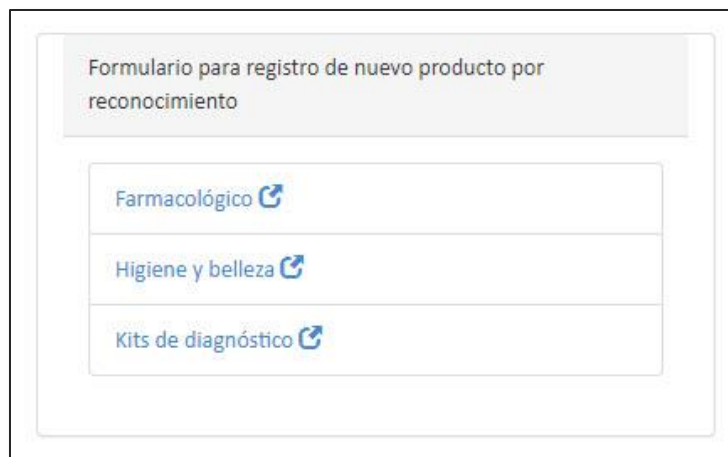 Formulario para registro de nuevo producto por
reconocimiento
Farmacológico
Higiene y belleza
Kits de diagnóstico